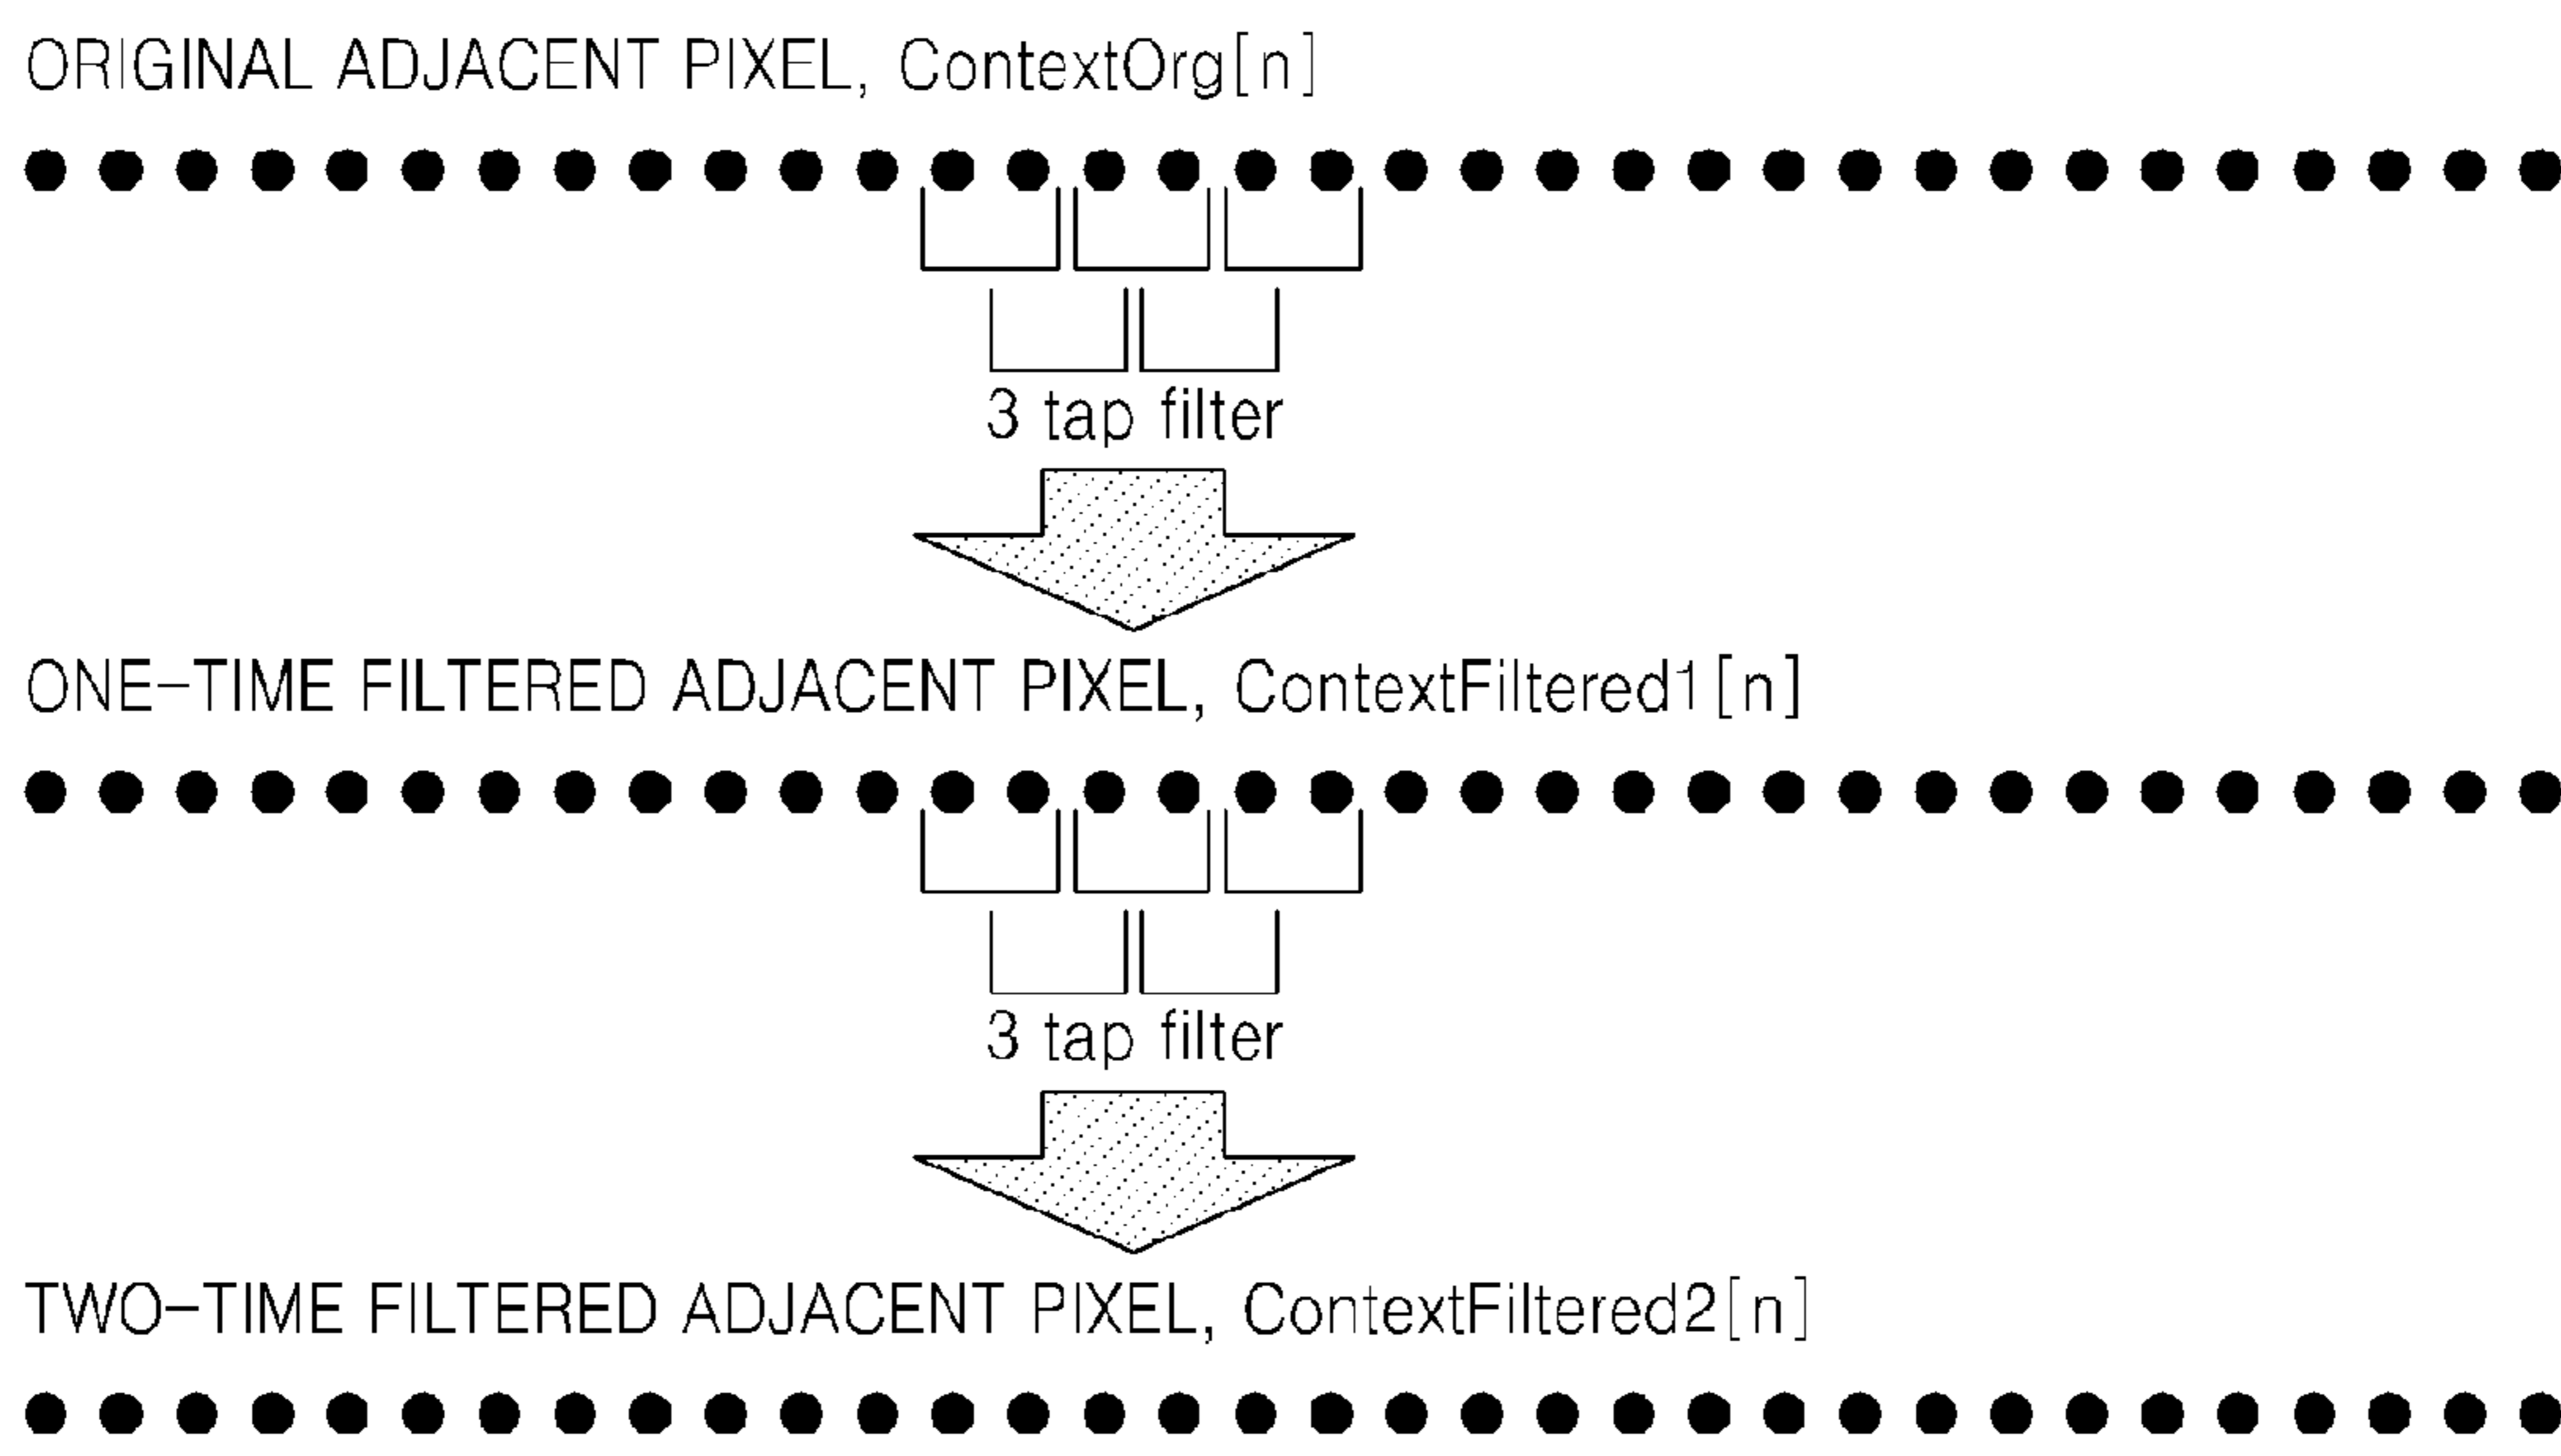 ORIGINAL ADJACENT PIXEL, ContextOrg[n]
3 tap filter
ONE-TIME FILTERED ADJACENT PIXEL, ContextFiltered1[n]
3 tap filter
TWO-TIME FILTERED ADJACENT PIXEL, ContextFiltered2[n]